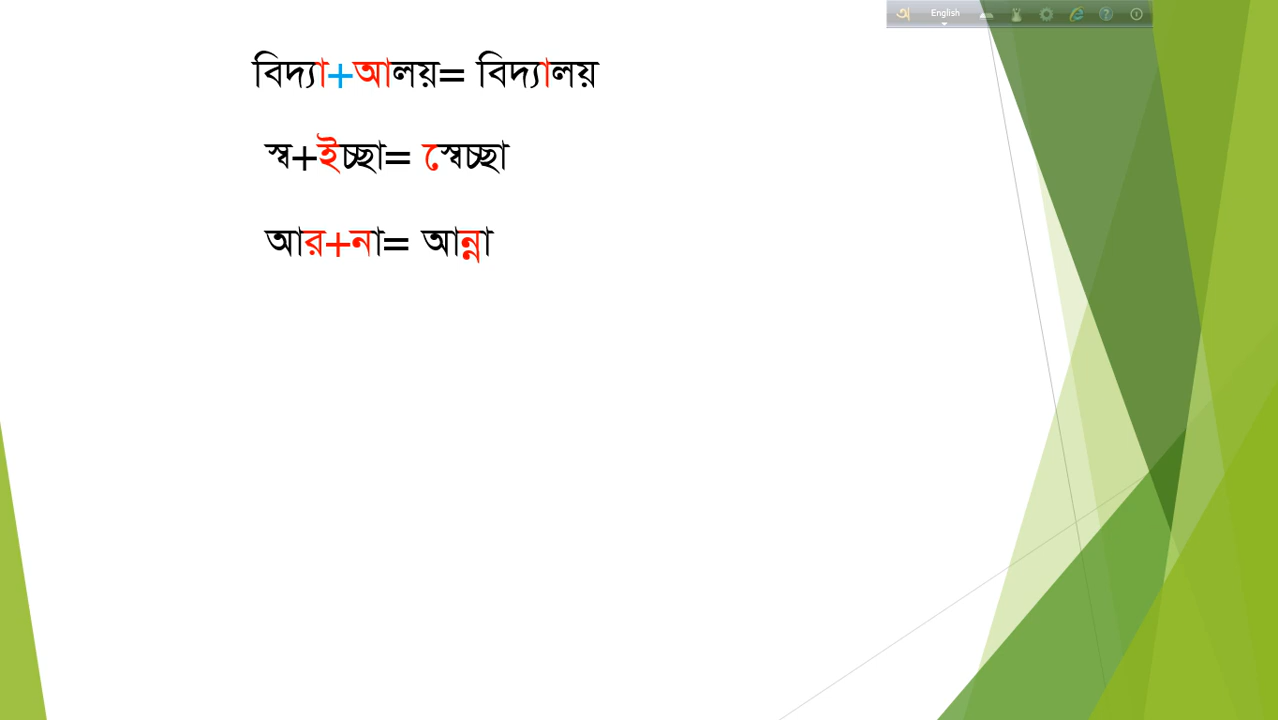 English
বিদ্যা+আলয়= বিদ্যালয়
স্ব+ইচ্ছা= স্বেচ্ছা
আর+না= আন্না